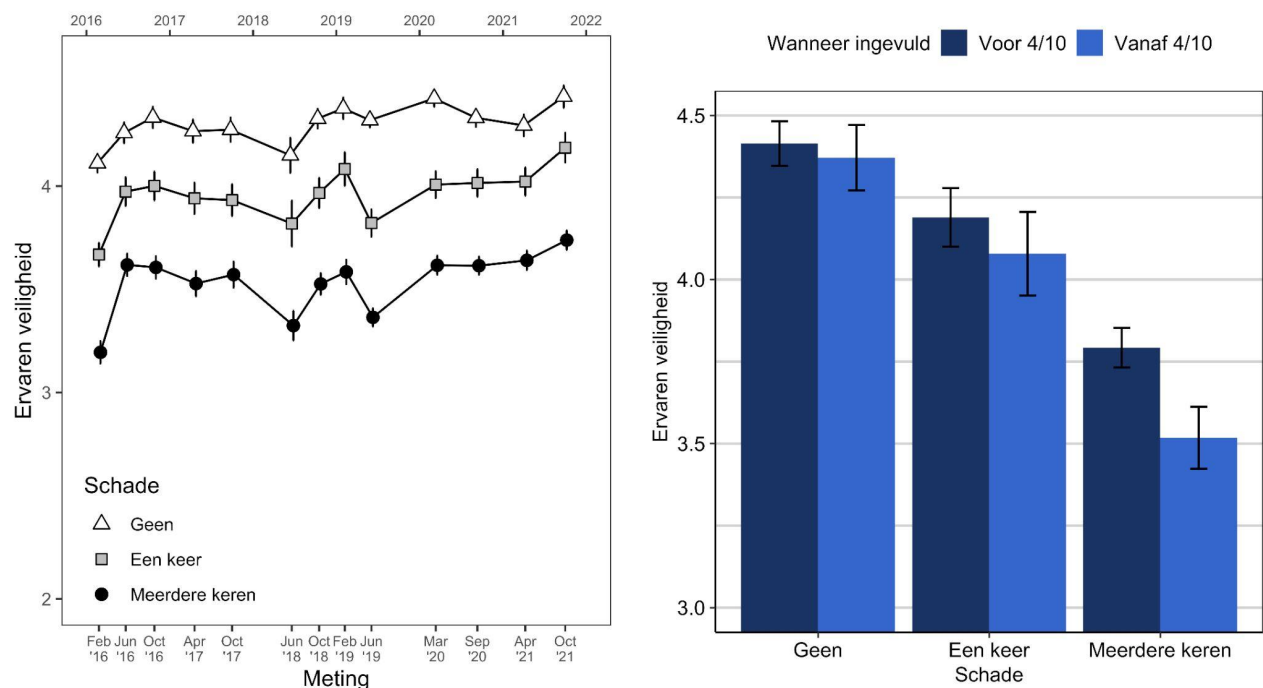 2016 2017 2018 2019 2020 2021 2022
Ervaren veiligheid
4
3
2
Schade
Geen
Een keer
Meerdere keren
Feb '16
Jun '16
Oct '16
Apr '17
Oct '17
Jun '18
Oct '18
Feb '19
Jun '19
Mar '20
Sep '20
Apr '21
Oct '21
Meting
Wanneer ingevuld Voor 4/10 Vanaf 4/10
Ervaren veiligheid
4.5
4.0
3.5
3.0
Geen Een keer Meerdere keren
Schade